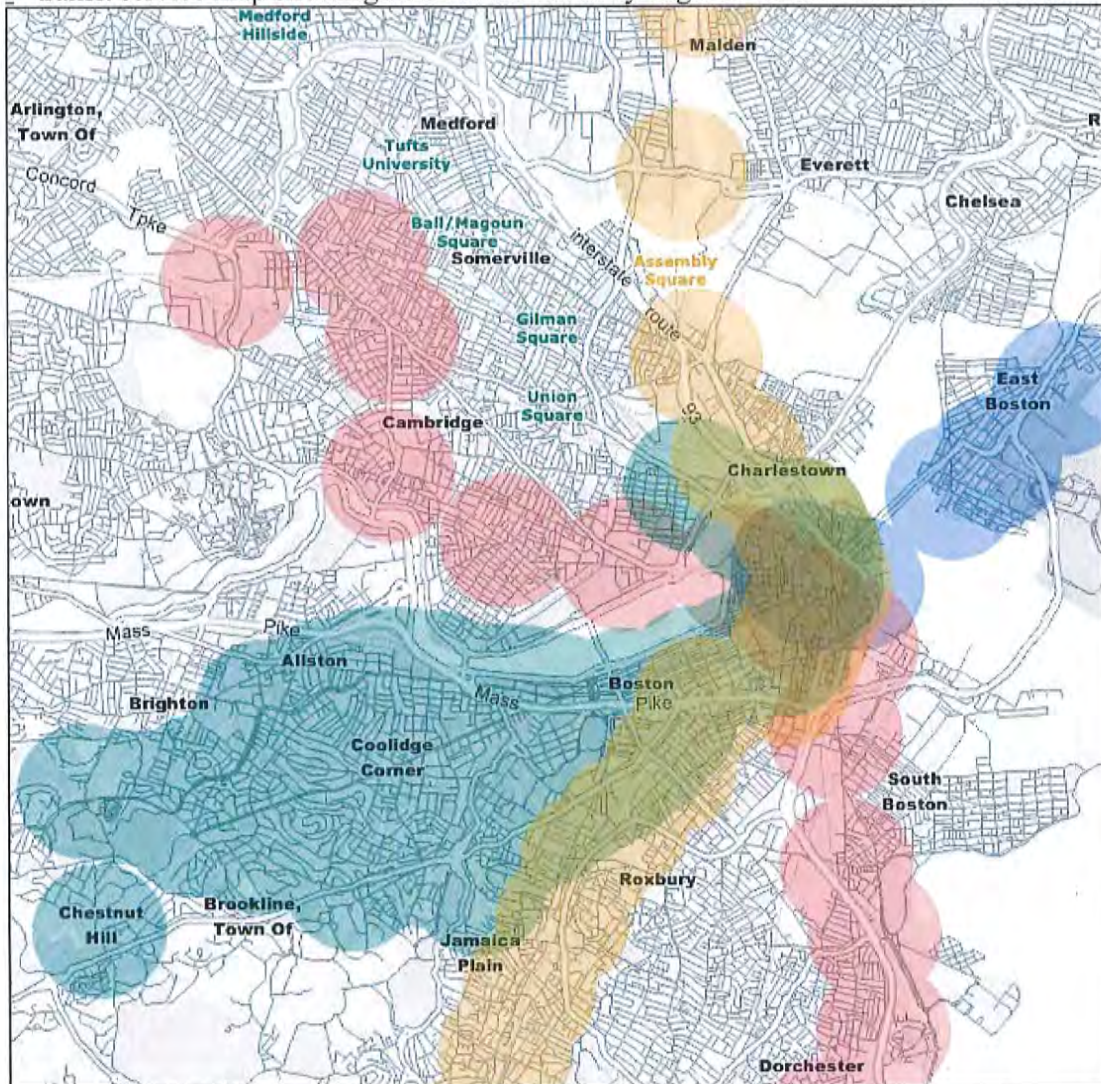 Medford
Hillside
Malden
Arlington,
Town Of
Medford
Tufts
University
Everett
Concord
Tpke
Chelsea
Ball/Magoun
Square
Somerville
interstate
Assembly
Square
route
93
Gilman
Square
East
Boston
Union
Square
Cambridge
Charlestown
own
Mass
Pike
Allston
Brighton
Boston
Mass
Pike
Coolidge
Corner
South
Boston
Roxbury
Chestnut
Hill
Brookline,
Town Of
Jamaica
Plain
Dorchester